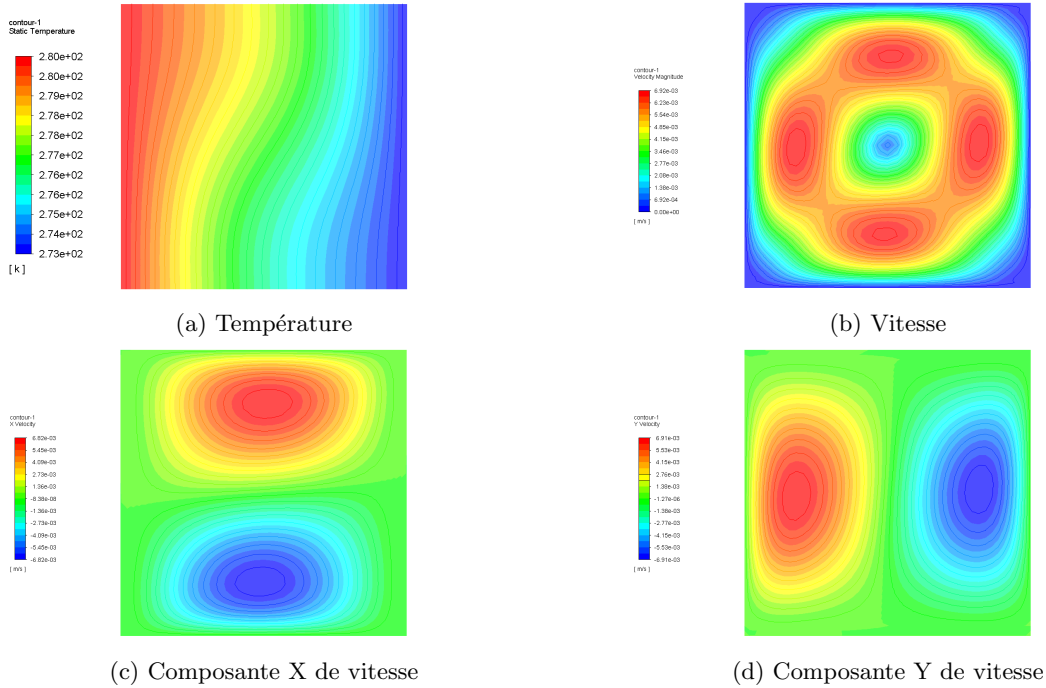 contour-1
Static Temperature
2.80e+02
2.80e+02
2.79e+02
2.78e+02
2.77e+02
2.76e+02
2.76e+02
2.75e+02
2.74e+02
2.74e+02
2.73e+02
[ k ]
(a) Température
contour-1
Velocity Magnitude
6.92e-03
6.23e-03
5.54e-03
4.85e-03
4.15e-03
3.46e-03
2.77e-03
2.08e-03
1.38e-03
6.92e-04
0.00e+00
[ m/s ]
(b) Vitesse
contour-1
X Velocity
6.82e-03
5.45e-03
4.09e-03
2.73e-03
1.36e-03
-8.38e-08
-1.36e-03
-2.73e-03
-4.09e-03
-5.45e-03
-6.82e-03
[ m/s ]
(c) Composante X de vitesse
contour-1
Y Velocity
6.91e-03
5.53e-03
4.15e-03
2.76e-03
1.38e-03
-1.27e-06
-1.38e-03
-2.77e-03
-4.15e-03
-5.53e-03
-6.91e-03
[ m/s ]
(d) Composante Y de vitesse